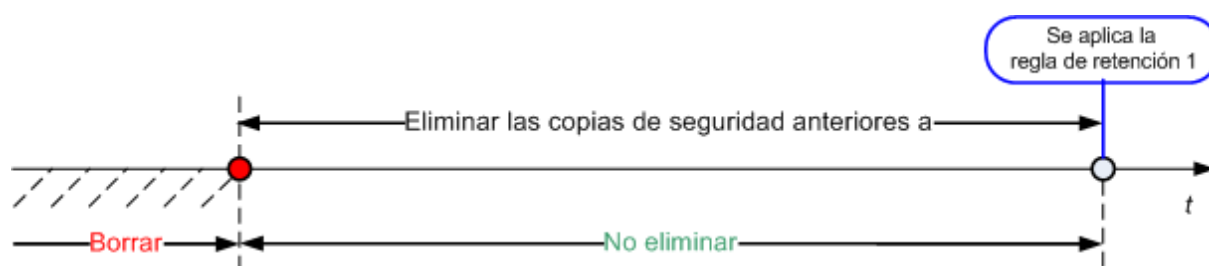 Se aplica la
regla de retención 1
Eliminar las copias de seguridad anteriores a
t
Borrar
No eliminar